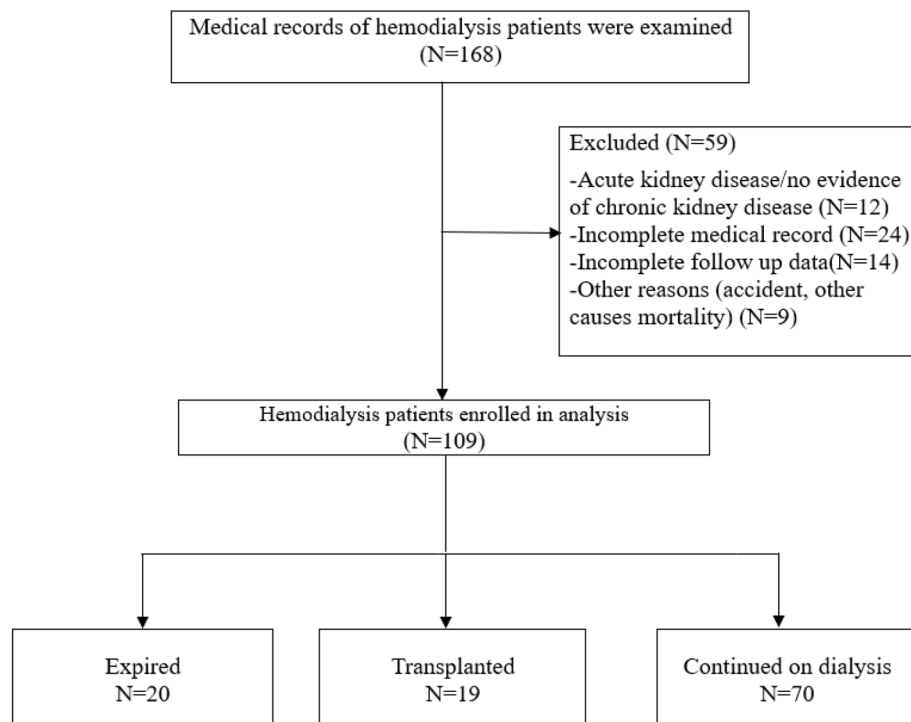 Medical records of hemodialysis patients were examined
(N=168)
Excluded (N=59)
-Acute kidney disease/no evidence
of chronic kidney disease (N=12)
-Incomplete medical record (N=24)
-Incomplete follow up data(N=14)
-Other reasons (accident, other
causes mortality) (N=9)
Hemodialysis patients enrolled in analysis
(N=109)
Expired
N=20
Transplanted
N=19
Continued on dialysis
N=70